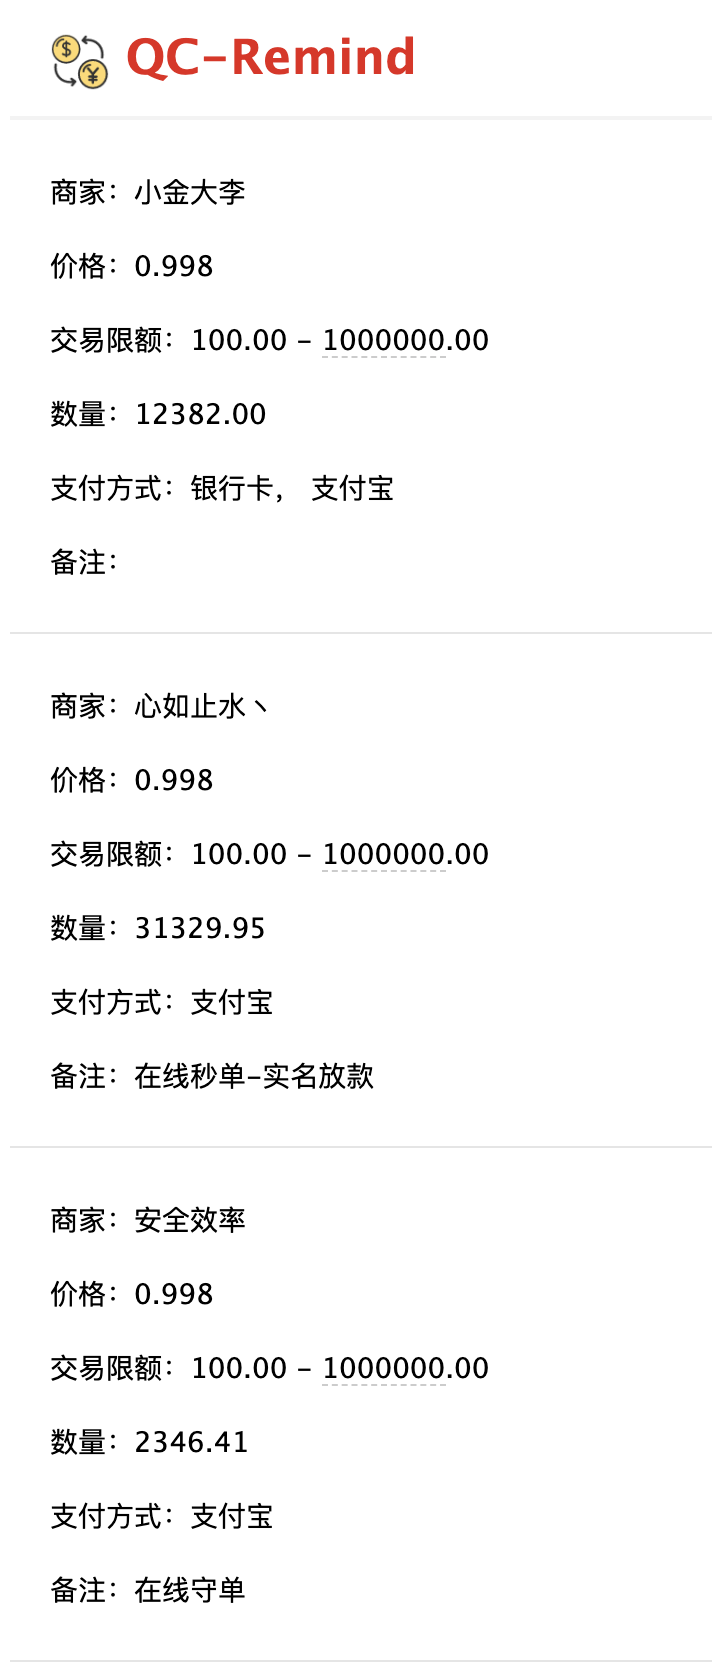 QC-Remind
商家：小金大李
价格：0.998
交易限额：100.00 - 1000000.00
数量：12382.00
支付方式：银行卡， 支付宝
备注：
商家：心如止水丶
价格：0.998
交易限额：100.00 - 1000000.00
数量：31329.95
支付方式：支付宝
备注：在线秒单-实名放款
商家：安全效率
价格：0.998
交易限额：100.00 - 1000000.00
数量：2346.41
支付方式：支付宝
备注：在线守单